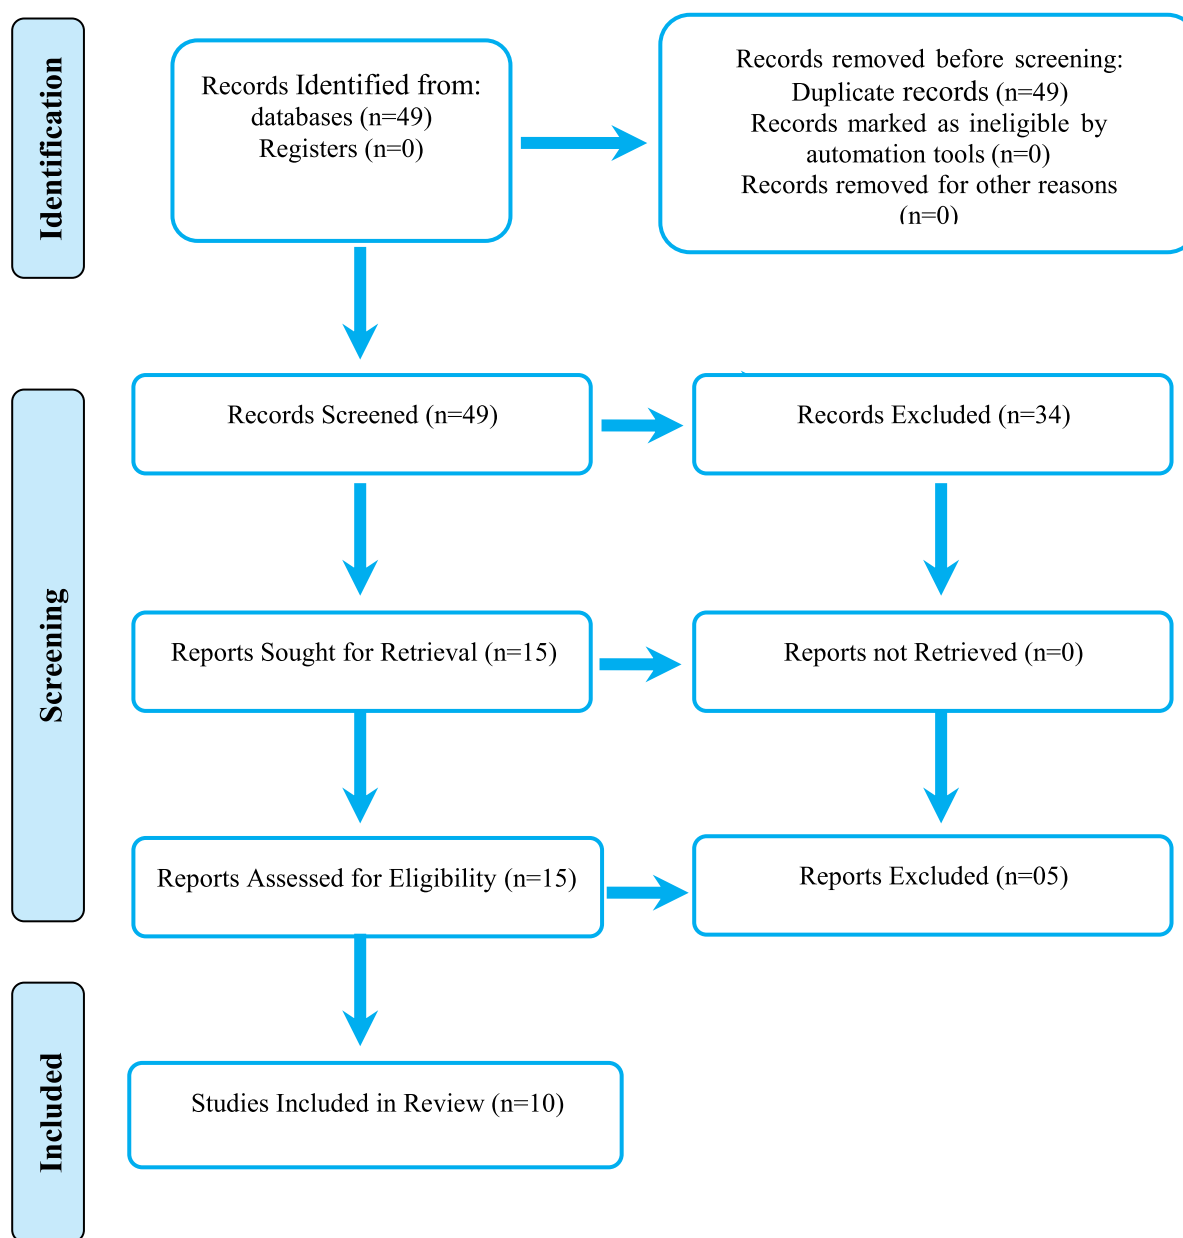 Identification
Records Identified from:
databases (n=49)
Registers (n=0)
Records removed before screening:
Duplicate records (n=49)
Records marked as ineligible by
automation tools (n=0)
Records removed for other reasons
(n=0)
Screening
Records Screened (n=49)
Records Excluded (n=34)
Reports Sought for Retrieval (n=15)
Reports not Retrieved (n=0)
Reports Assessed for Eligibility (n=15)
Reports Excluded (n=05)
Included
Studies Included in Review (n=10)